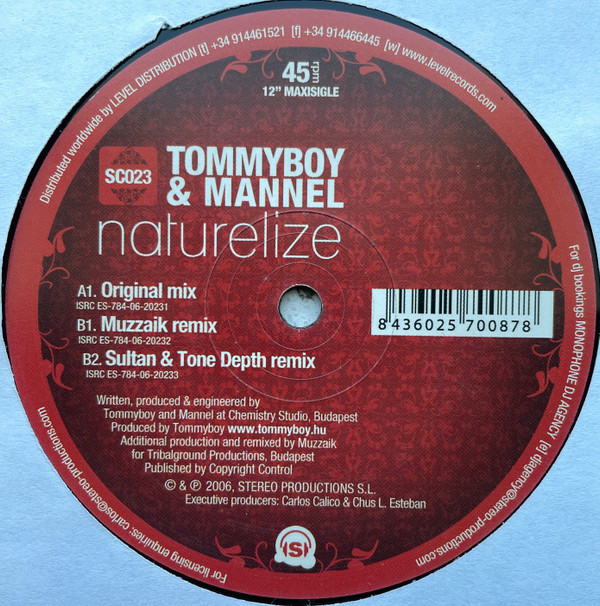 Distributed worldwide by LEVEL DISTRIBUTION [t] +34 914461521 [f] +34 914466445 [w] www.levelrecords.com
45 rpm
12" MAXISIGLE
SC023
TOMMYBOY
& MANNEL
naturelize
A1. Original mix
ISRC ES-784-06-20231
B1. Muzzaik remix
ISRC ES-784-06-20232
B2. Sultan & Tone Depth remix
ISRC ES-784-06-20233
8 436025 700878
Written, produced & engineered by
Tommyboy and Mannel at Chemistry Studio, Budapest
Produced by Tommyboy www.tommyboy.hu
Additional production and remixed by Muzzaik
for Tribalground Productions, Budapest
Published by Copyright Control
© & ℗ 2006, STEREO PRODUCTIONS S.L.
Executive producers: Carlos Calico & Chus L. Esteban
S
For licensing enquiries: carlos@stereo-productions.com
For dj bookings MONOPHONE DJ AGENCY [e] djagency@stereo-productions.com